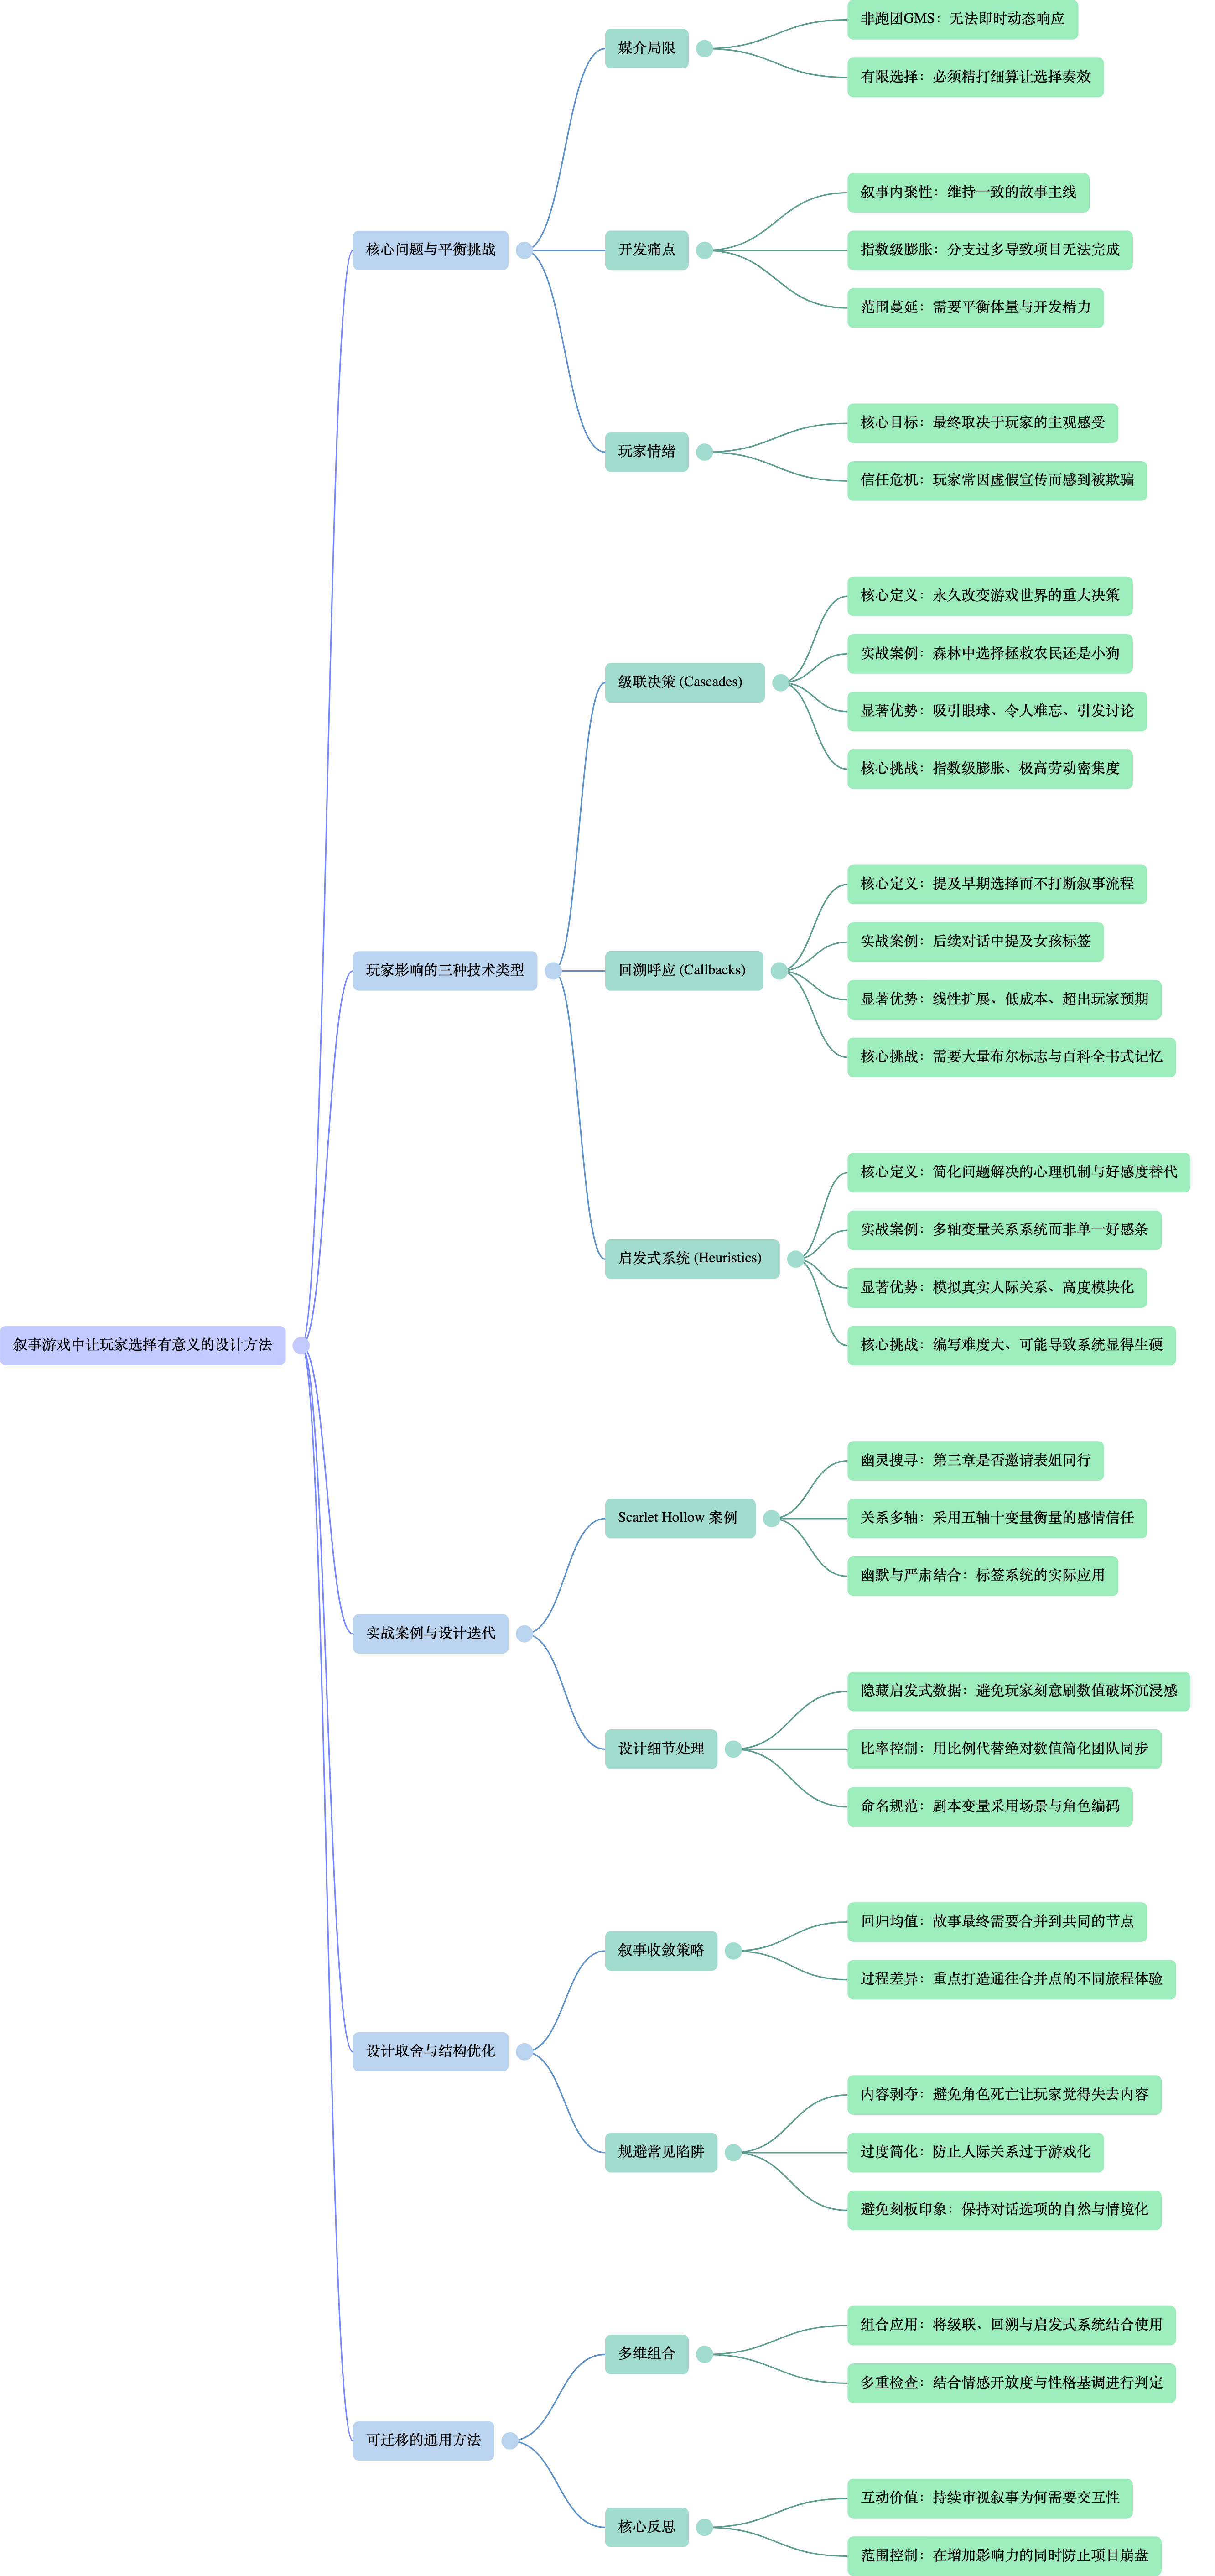 叙事游戏中让玩家选择有意义的设计方法
核心问题与平衡挑战
媒介局限
非跑团GMS：无法即时动态响应
有限选择：必须精打细算让选择奏效
开发痛点
叙事内聚性：维持一致的故事主线
指数级膨胀：分支过多导致项目无法完成
范围蔓延：需要平衡体量与开发精力
玩家情绪
核心目标：最终取决于玩家的主观感受
信任危机：玩家常因虚假宣传而感到被欺骗
玩家影响的三种技术类型
级联决策 (Cascades)
核心定义：永久改变游戏世界的重大决策
实战案例：森林中选择拯救农民还是小狗
显著优势：吸引眼球、令人难忘、引发讨论
核心挑战：指数级膨胀、极高劳动密集度
回溯呼应 (Callbacks)
核心定义：提及早期选择而不打断叙事流程
实战案例：后续对话中提及女孩标签
显著优势：线性扩展、低成本、超出玩家预期
核心挑战：需要大量布尔标志与百科全书式记忆
启发式系统 (Heuristics)
核心定义：简化问题解决的心理机制与好感度替代
实战案例：多轴变量关系系统而非单一好感条
显著优势：模拟真实人际关系、高度模块化
核心挑战：编写难度大、可能导致系统显得生硬
实战案例与设计迭代
Scarlet Hollow 案例
幽灵搜寻：第三章是否邀请表姐同行
关系多轴：采用五轴十变量衡量的感情信任
幽默与严肃结合：标签系统的实际应用
设计细节处理
隐藏启发式数据：避免玩家刻意刷数值破坏沉浸感
比率控制：用比例代替绝对数值简化团队同步
命名规范：剧本变量采用场景与角色编码
设计取舍与结构优化
叙事收敛策略
回归均值：故事最终需要合并到共同的节点
过程差异：重点打造通往合并点的不同旅程体验
规避常见陷阱
内容剥夺：避免角色死亡让玩家觉得失去内容
过度简化：防止人际关系过于游戏化
避免刻板印象：保持对话选项的自然与情境化
可迁移的通用方法
多维组合
组合应用：将级联、回溯与启发式系统结合使用
多重检查：结合情感开放度与性格基调进行判定
核心反思
互动价值：持续审视叙事为何需要交互性
范围控制：在增加影响力的同时防止项目崩盘